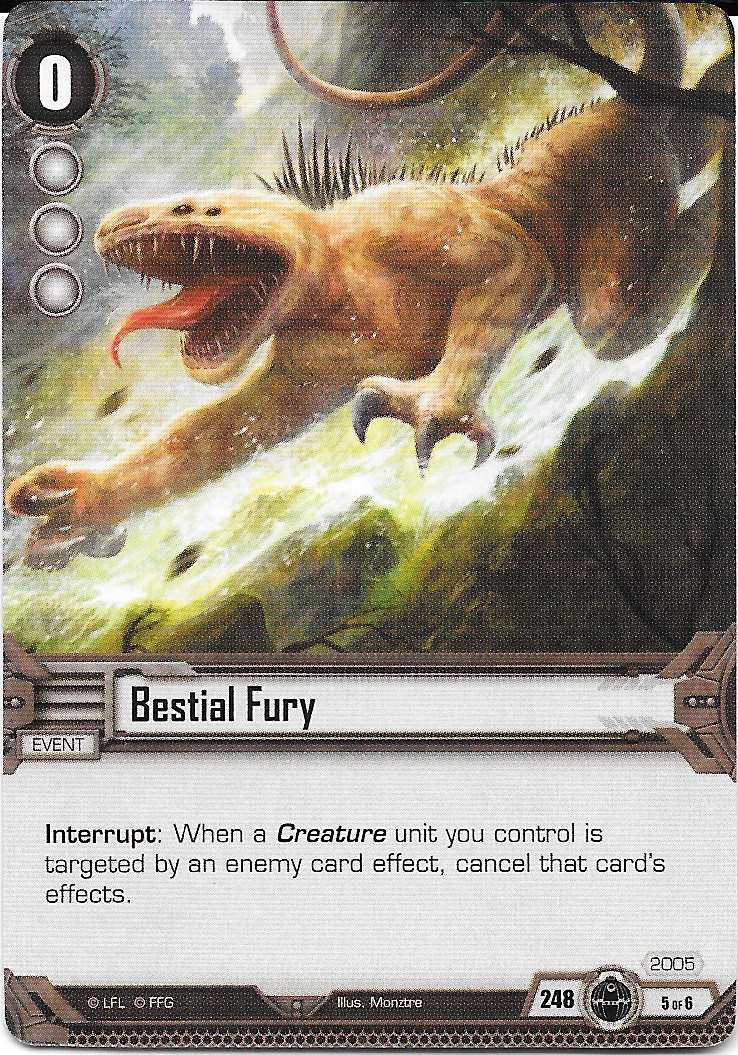 0
Bestial Fury
EVENT
Interrupt: When a Creature unit you control is
targeted by an enemy card effect, cancel that card's
effects.
2005
© LFL © FFG
Illus. Monztre
248
5 OF 6